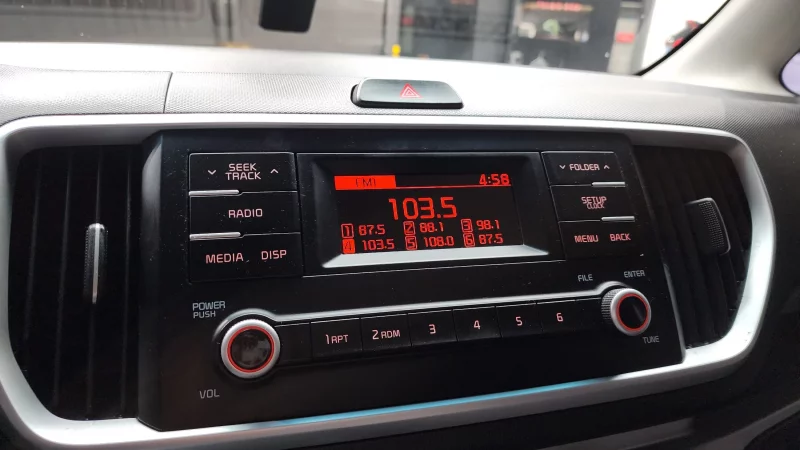 SEEK
TRACK
RADIO
MEDIA DISP
FM1 4:58
103.5
1 87.5 2 88.1 3 98.1
4 103.5 5 108.0 6 87.5
FOLDER
SETUP
CLOCK
MENU BACK
POWER
PUSH
VOL
1 RPT 2 RDM 3 4 5 6
FILE
ENTER
TUNE